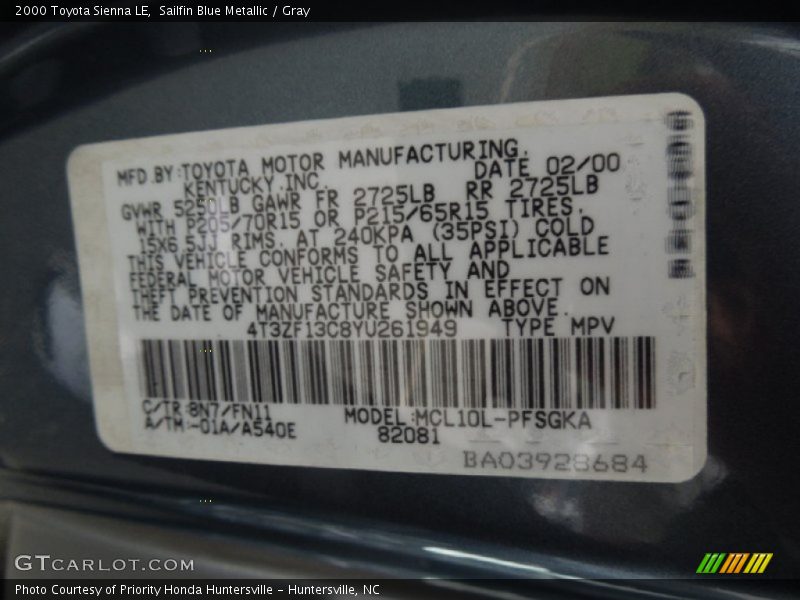 2000 Toyota Sienna LE, Sailfin Blue Metallic / Gray
MFD.BY:TOYOTA MOTOR MANUFACTURING,
KENTUCKY,INC. DATE 02/00
GVWR 5250LB GAWR FR 2725LB RR 2725LB
WITH P205/70R15 OR P215/65R15 TIRES,
15X6.5JJ RIMS, AT 240KPA (35PSI) COLD
THIS VEHICLE CONFORMS TO ALL APPLICABLE
FEDERAL MOTOR VEHICLE SAFETY AND
THEFT PREVENTION STANDARDS IN EFFECT ON
THE DATE OF MANUFACTURE SHOWN ABOVE.
4T3ZF13C8YU261949 TYPE MPV
C/TR:8N7/FN11 MODEL:MCL10L-PFSGKA
A/TM:-01A/A540E 82081
BA03928684
GTCARLOT.COM
Photo Courtesy of Priority Honda Huntersville - Huntersville, NC